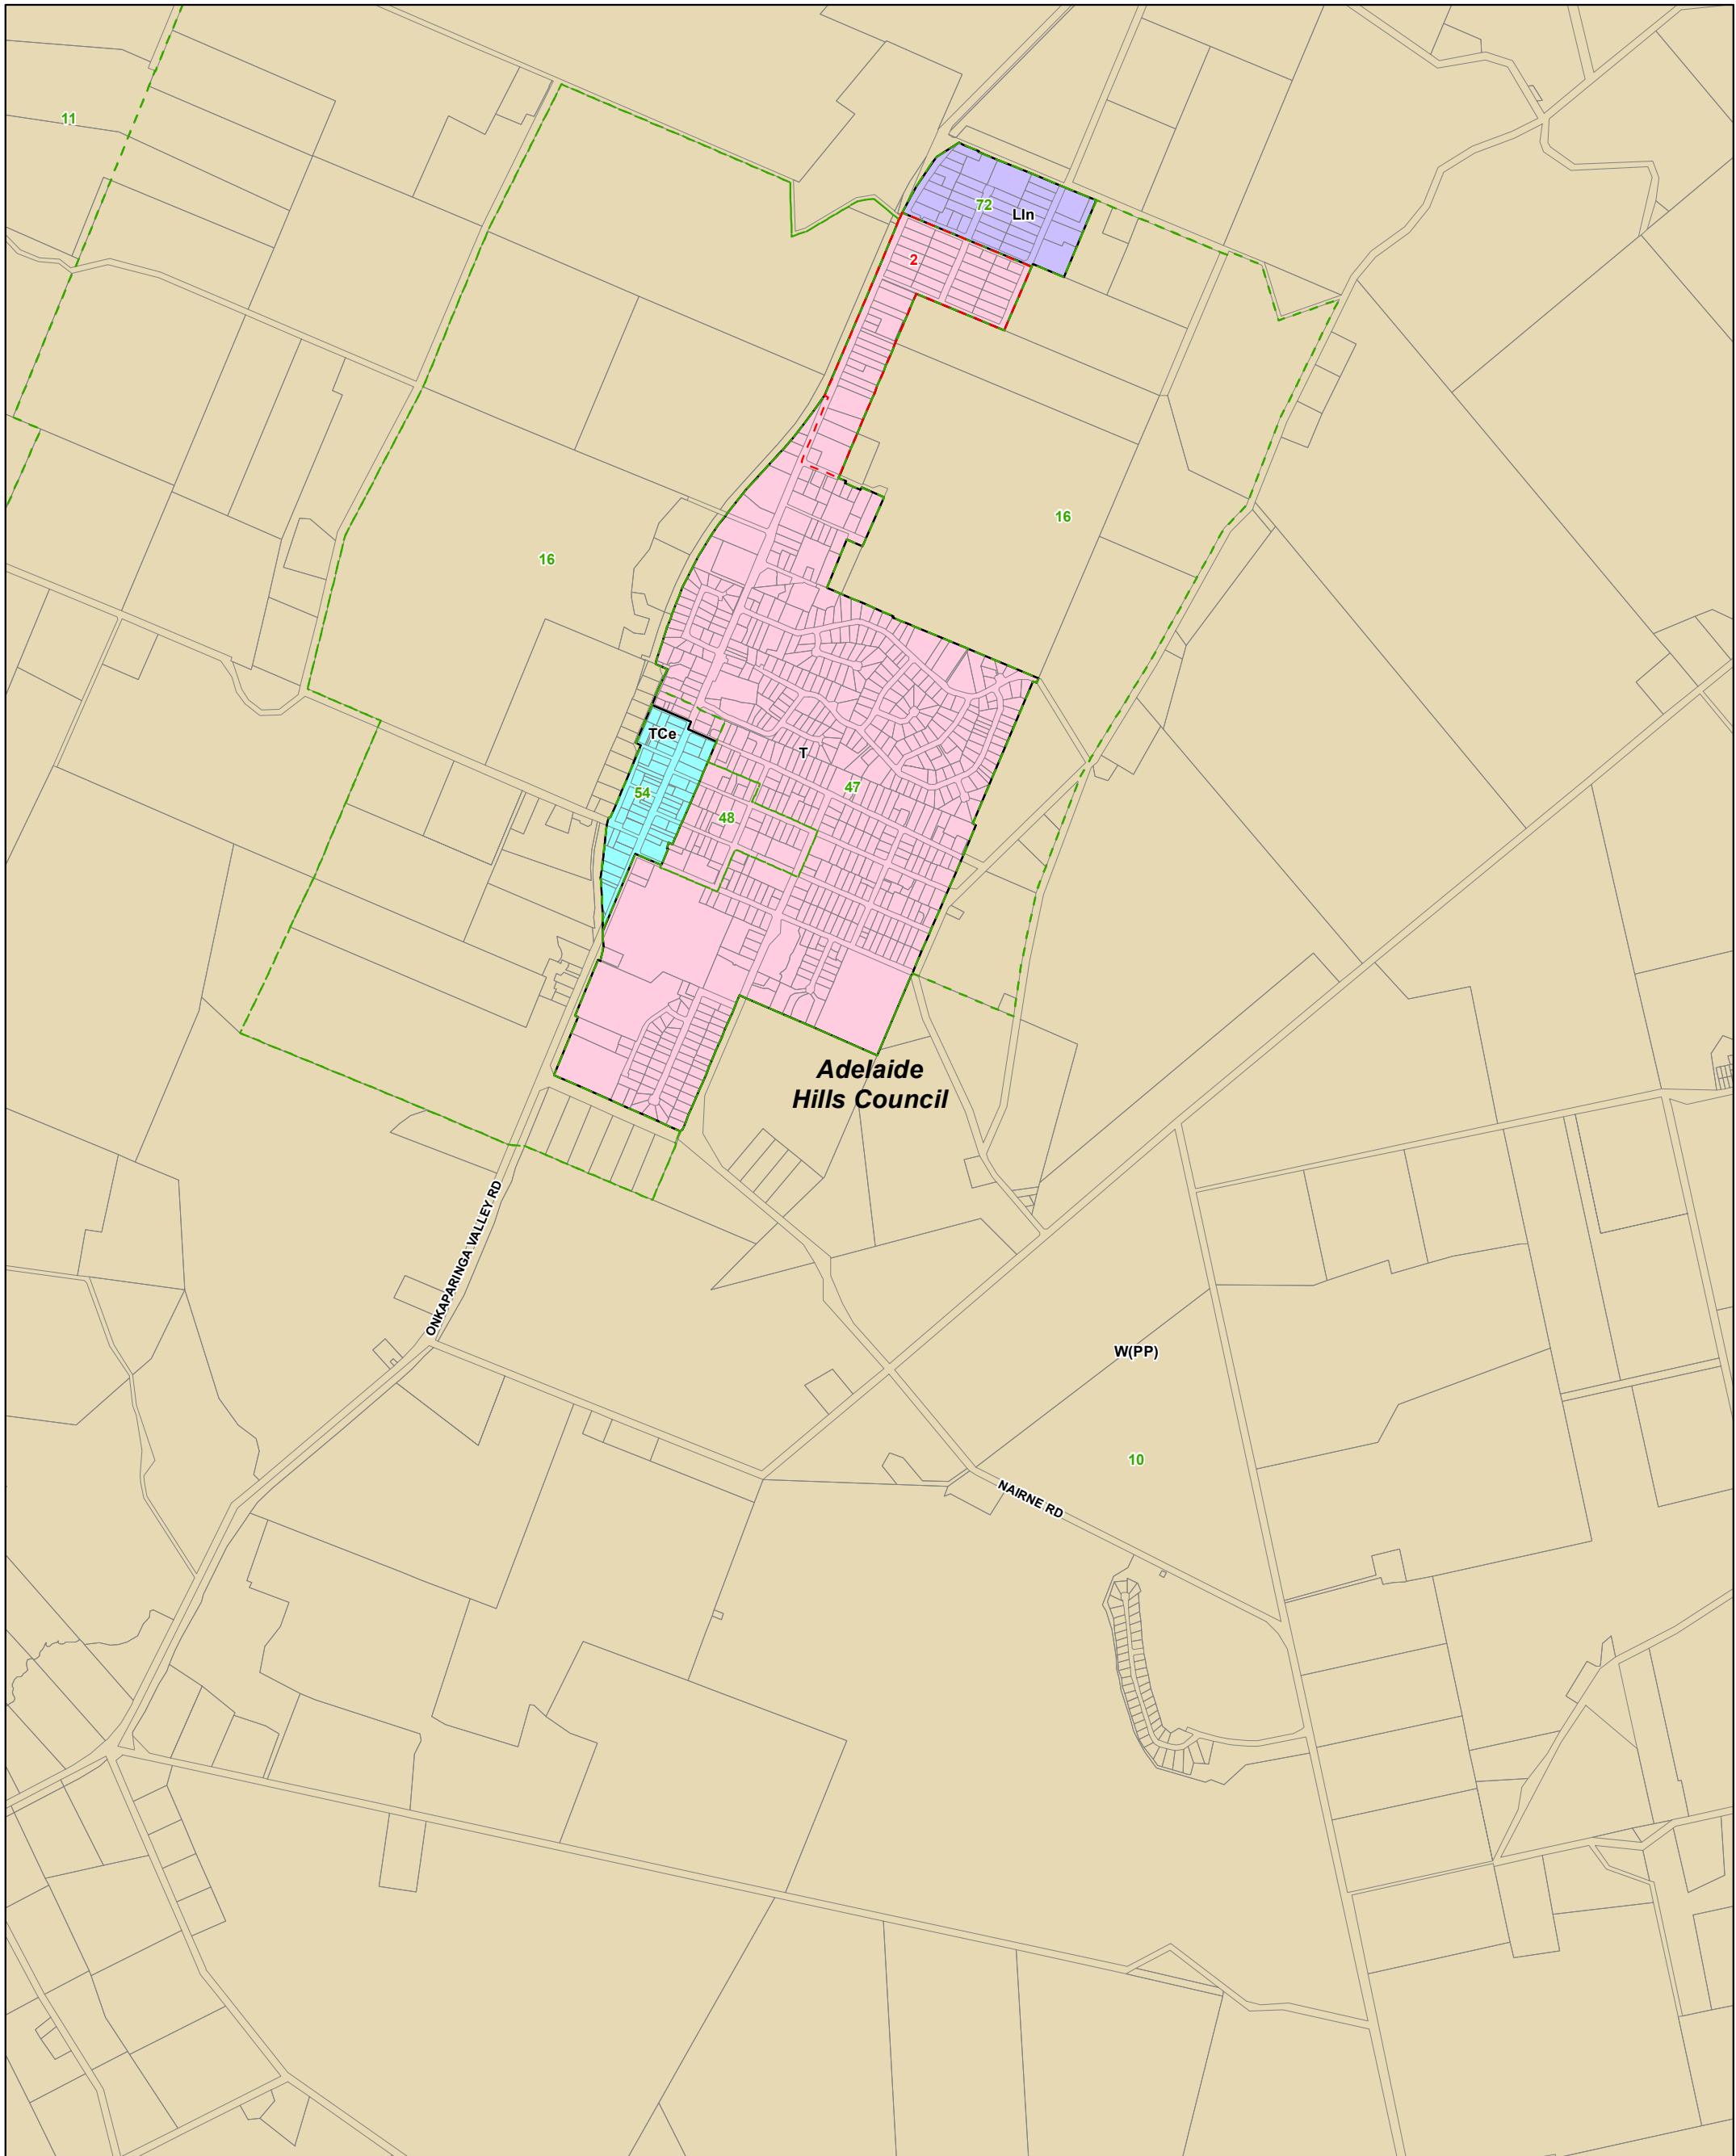 11
72
LIn
2
16
16
TCe
T
47
54
48
Adelaide
Hills Council
ONKAPARINGA VALLEY RD
W(PP)
10
NAIRNE RD